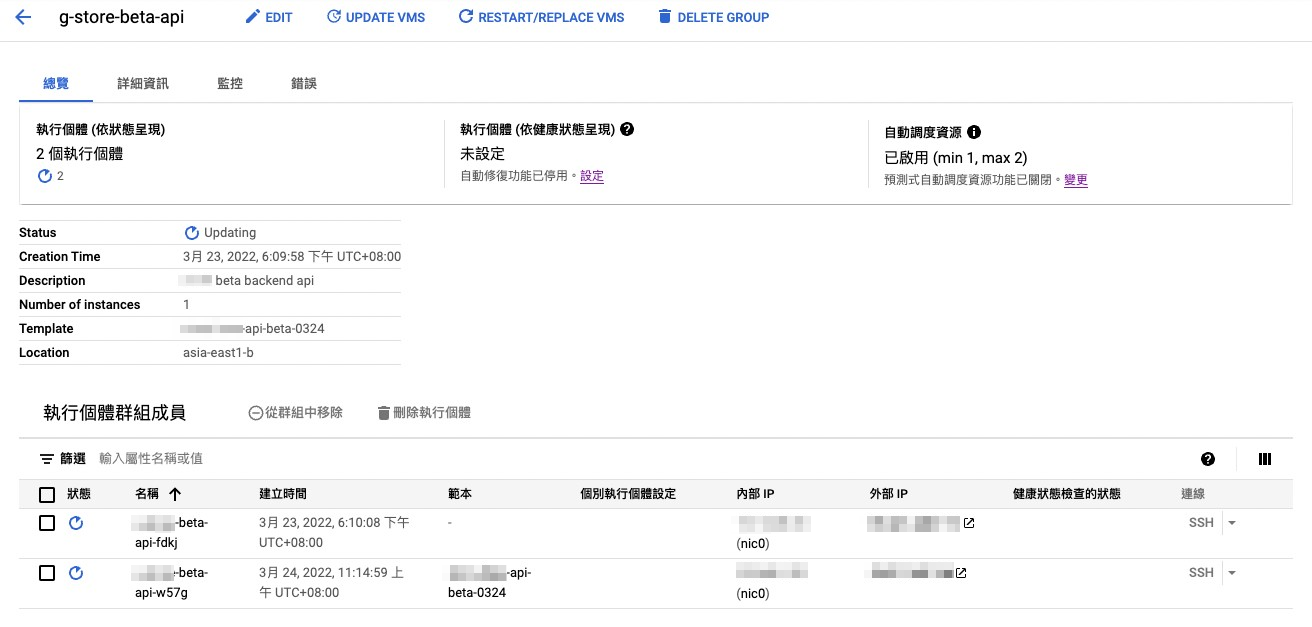 g-store-beta-api EDIT UPDATE VMS RESTART/REPLACE VMS DELETE GROUP
總覽 詳細資訊 監控 錯誤
執行個體 (依狀態呈現) 執行個體 (依健康狀態呈現) 自動調度資源
2 個執行個體 未設定 已啟用 (min 1, max 2)
2 自動修復功能已停用。設定 預測式自動調度資源功能已關閉。變更
Status Updating
Creation Time 3月 23, 2022, 6:09:58 下午 UTC+08:00
Description beta backend api
Number of instances 1
Template -api-beta-0324
Location asia-east1-b
執行個體群組成員 從群組中移除 刪除執行個體
篩選 輸入屬性名稱或值
狀態 名稱 建立時間 範本 個別執行個體設定 內部 IP 外部 IP 健康狀態檢查的狀態 連線
-beta- 3月 23, 2022, 6:10:08 下午 - SSH
api-fdkj UTC+08:00 (nic0)
-beta- 3月 24, 2022, 11:14:59 上 -api- SSH
api-w57g 午 UTC+08:00 beta-0324 (nic0)